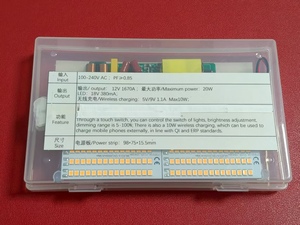 输入
Input
100-240V AC； PF≥0.85
输出
Output
输出/ output: 12V 1670A；最大功率/Maximum power: 20W
LED: 18V 380mA;
无线充电/Wireless charging: 5V/9V 1.1A Max10W;
功能
Feature
through a touch switch, you can control the switch of lights, brightness adjustment,
dimming range is 5 -100%. There is also a 10W wireless charging, which can be used to
charge mobile phones externally, in line with QI and ERP standards.
尺寸
Size
电源板/Power strip: 98×75×15.5mm